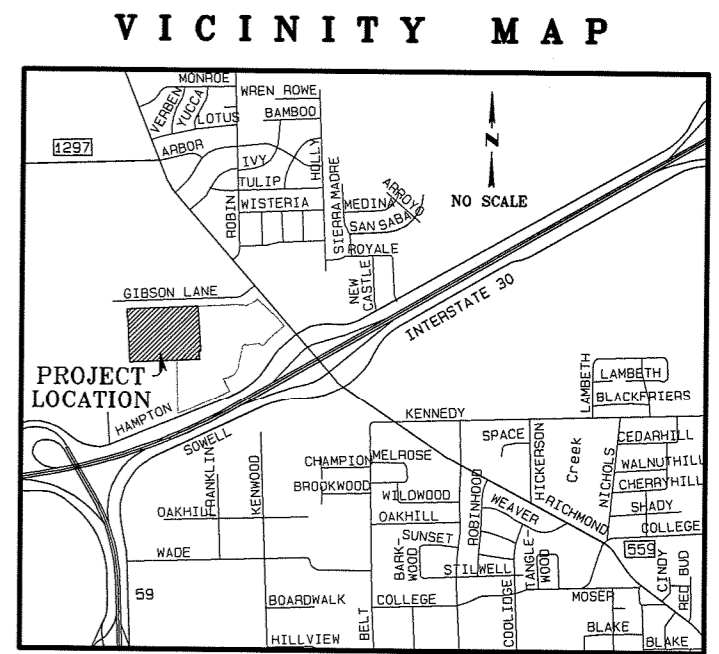 VICINITY MAP
MONROE
VERBEN
YUCCA
LOTUS
WREN ROWE
BAMBOO
1297
ARBOR
IVY
HOLLY
TULIP
ROBIN
WISTERIA
SIERRA MADRE
MEDINA
ARROYO
SAN SABA
ROYALE
NEW
CASTLE
N
NO SCALE
GIBSON LANE
INTERSTATE 30
PROJECT
LOCATION
HAMPTON
SOWELL
LAMBETH
LAMBETH
BLACKFRIERS
KENNEDY
SPACE
HICKERSON
Creek
NICHOLS
CEDARHILL
WALNUTHILL
CHERRYHILL
SHADY
COLLEGE
FRANKLIN
KENWOOD
CHAMPION
MELROSE
BROOKWOOD
WILDWOOD
ROBINHOOD
WEAVER
RICHMOND
OAKHILL
OAKHILL
SUNSET
BARK-
WOOD
TANGLE-
WOOD
559
WADE
STILWELL
CINDY
RED BUD
59
BOARDWALK
COLLEGE
COOLIDGE
MOSER
BELT
HILLVIEW
BLAKE
BLAKE